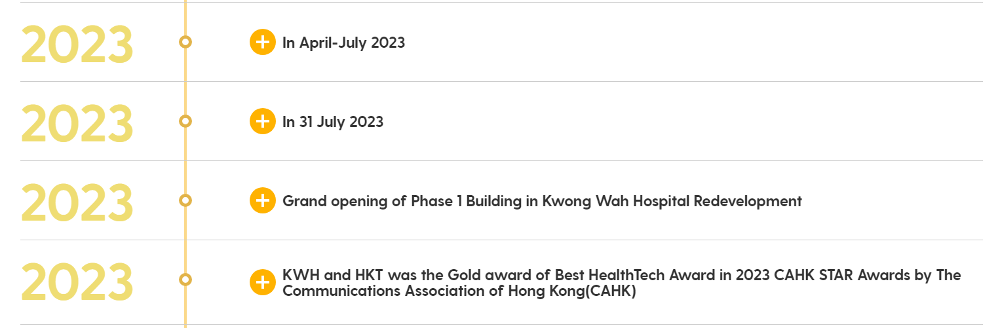 2023
In April-July 2023
2023
In 31 July 2023
2023
Grand opening of Phase 1 Building in Kwong Wah Hospital Redevelopment
2023
KWH and HKT was the Gold award of Best HealthTech Award in 2023 CAHK STAR Awards by The
Communications Association of Hong Kong(CAHK)